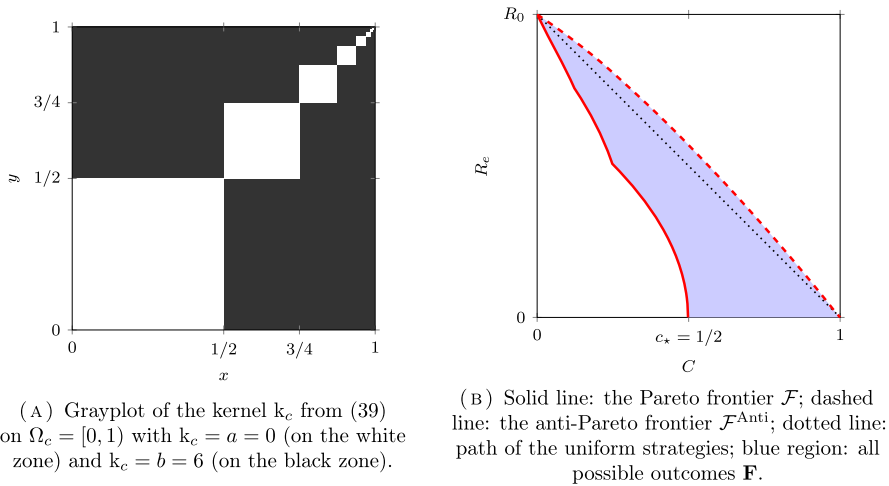 1
3/4
y
1/2
0
0
1/2
3/4
1
x
(A) Grayplot of the kernel k_c from (39)
on Ω_c = [0, 1) with k_c = a = 0 (on the white
zone) and k_c = b = 6 (on the black zone).
R_0
R_e
0
0
c_⋆ = 1/2
1
C
(B) Solid line: the Pareto frontier ℱ; dashed
line: the anti-Pareto frontier ℱ^Anti; dotted line:
path of the uniform strategies; blue region: all
possible outcomes 𝐅.